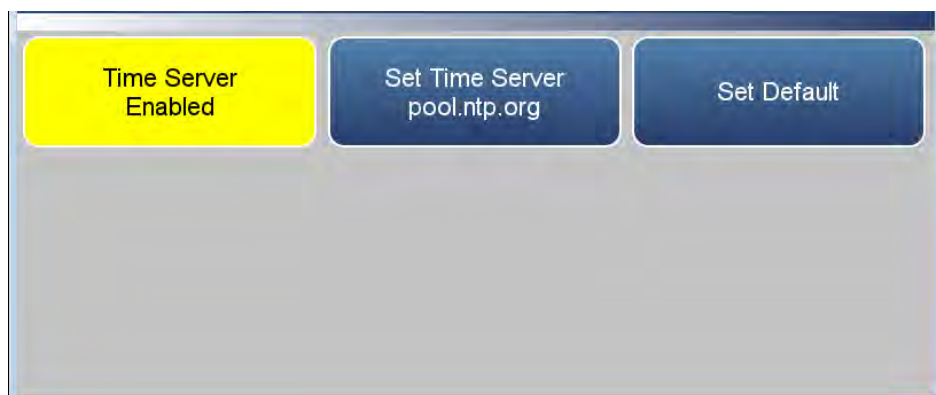 Time Server
Enabled
Set Time Server
pool.ntp.org
Set Default